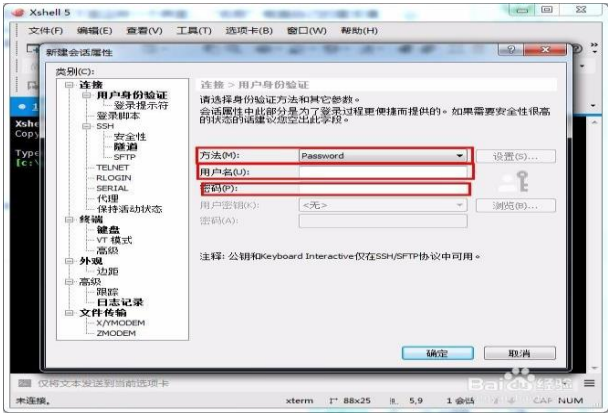 Xshell 5
文件(F) 编辑(E) 查看(V) 工具(T) 选项卡(B) 窗口(W) 帮助(H)
新建会话属性
类别(C):
连接
用户身份验证
登录提示符
登录脚本
SSH
安全性
隧道
SFTP
TELNET
RLOGIN
SERIAL
代理
保持活动状态
终端
键盘
VT 模式
高级
外观
边距
高级
跟踪
日志记录
文件传输
X/YMODEM
ZMODEM
连接 > 用户身份验证
请选择身份验证方法和其它参数。
会话属性中此部分是为了登录过程更便捷而提供的。如果需要安全性很高
的状态的话建议您空出此字段。
方法(M): Password 设置(S)...
用户名(U):
密码(P):
用户密钥(K): <无> 浏览(B)...
密码(A):
注释: 公钥和Keyboard Interactive仅在SSH/SFTP协议中可用。
确定 取消
1
Xshe
Copy
Type
[c:\
仅将文本发送到当前选项卡
Bai 经验
未连接。 xterm 88x25 5,9 1 会话 CAP NUM